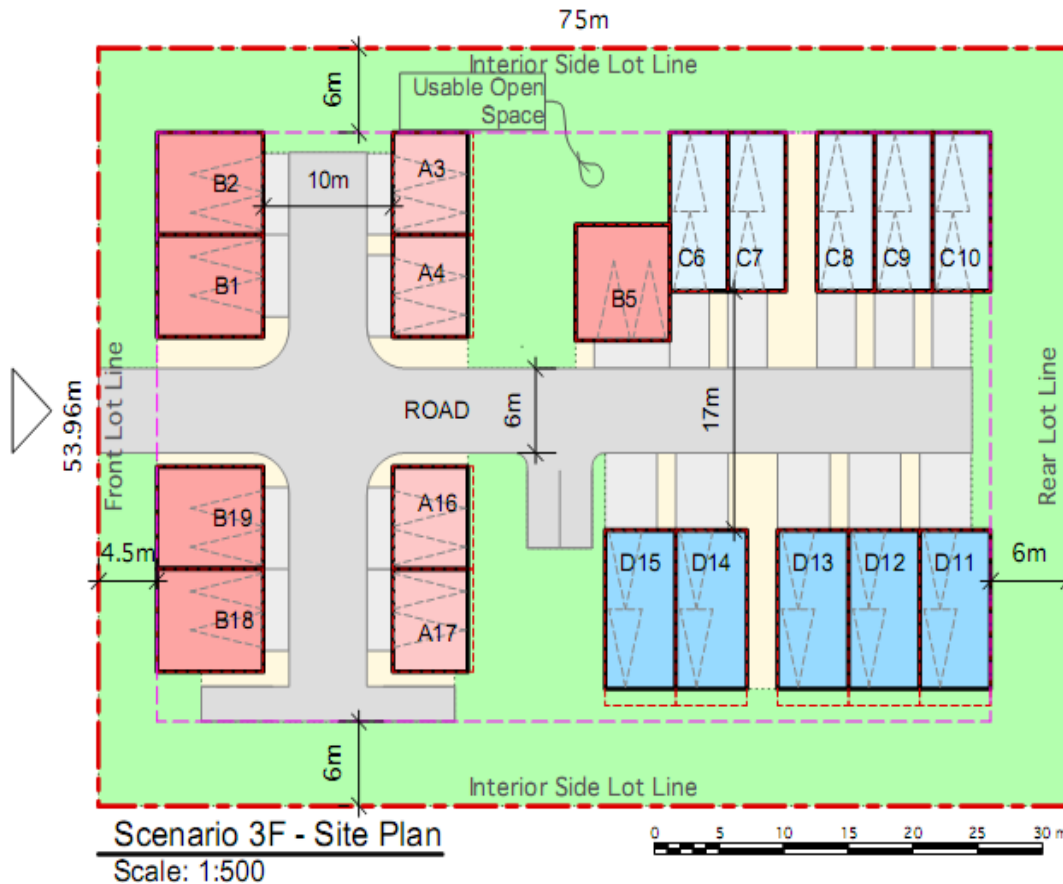 75m
Interior Side Lot Line
6m
Usable Open
Space
B2
10m
A3
B1
A4
B5
C6
C7
C8
C9
C10
Front Lot Line
53.96m
ROAD
6m
17m
Rear Lot Line
B19
A16
4.5m
B18
A17
D15
D14
D13
D12
D11
6m
6m
Interior Side Lot Line
Scenario 3F - Site Plan
Scale: 1:500
0 5 10 15 20 25 30 m